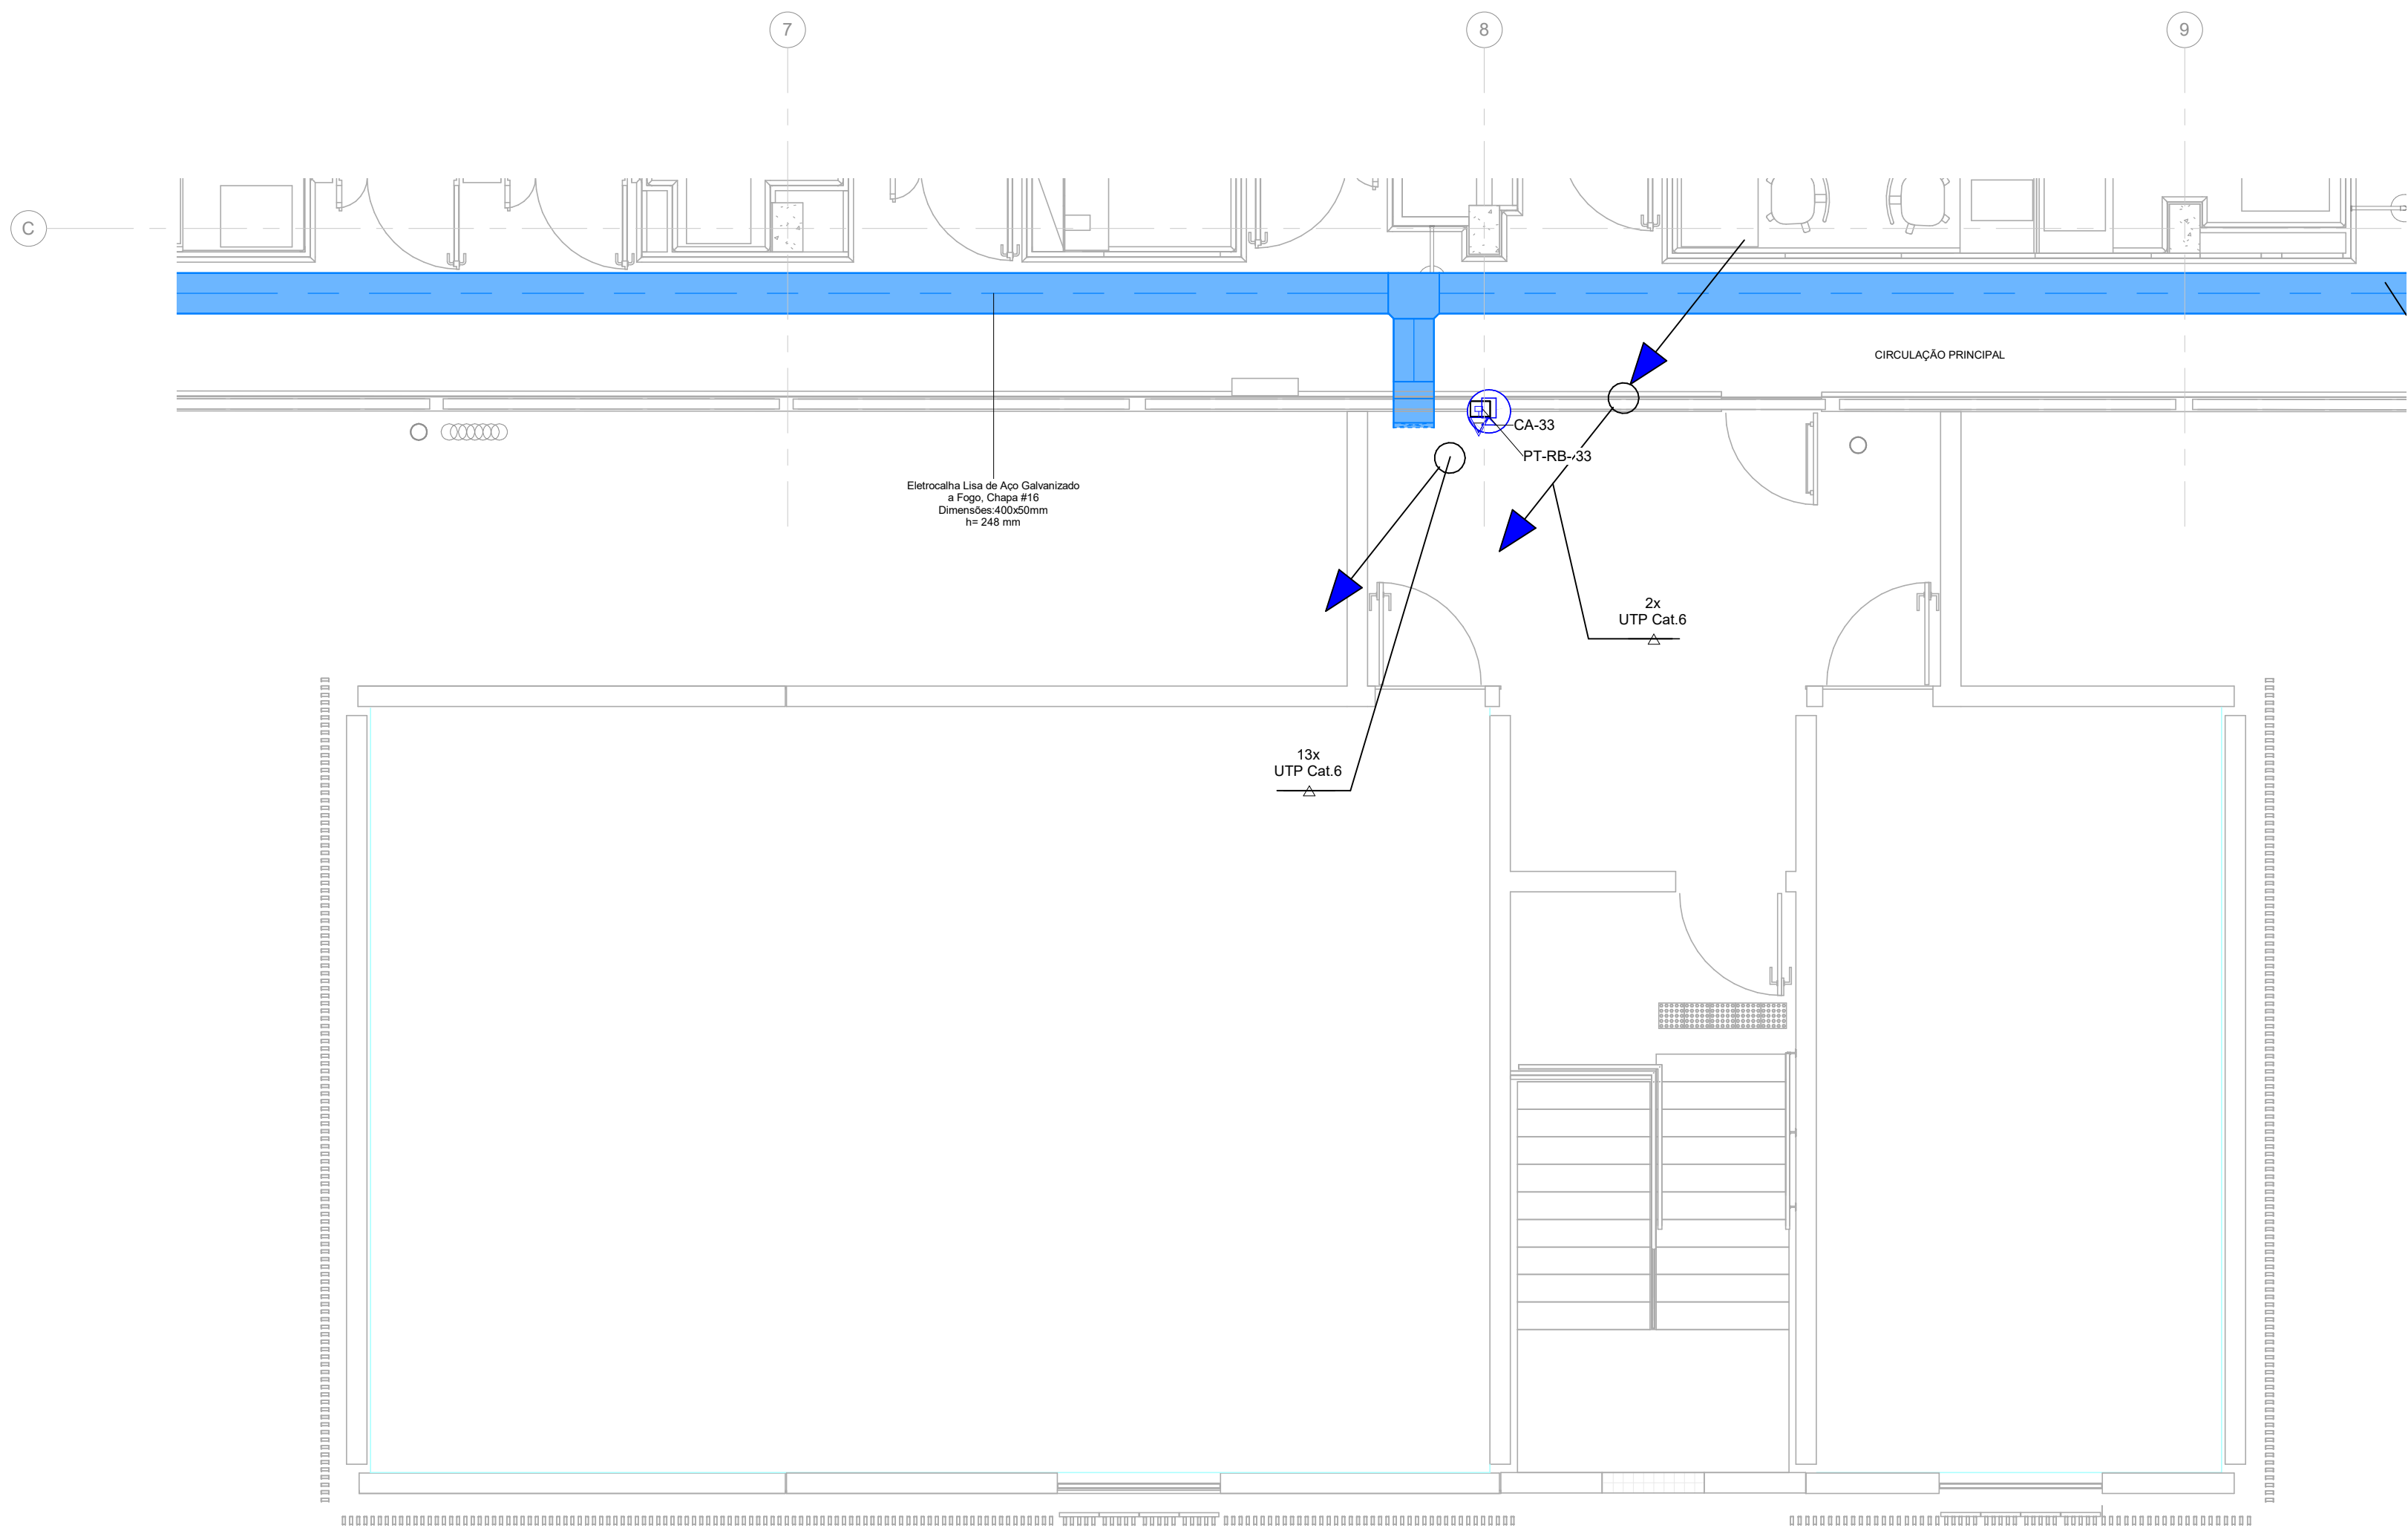 7
8
9
C
CIRCULAÇÃO PRINCIPAL
CA-33
PT-RB-33
Eletrocalha Lisa de Aço Galvanizado
a Fogo, Chapa #16
Dimensões:400x50mm
h= 248 mm
2x
UTP Cat.6
13x
UTP Cat.6